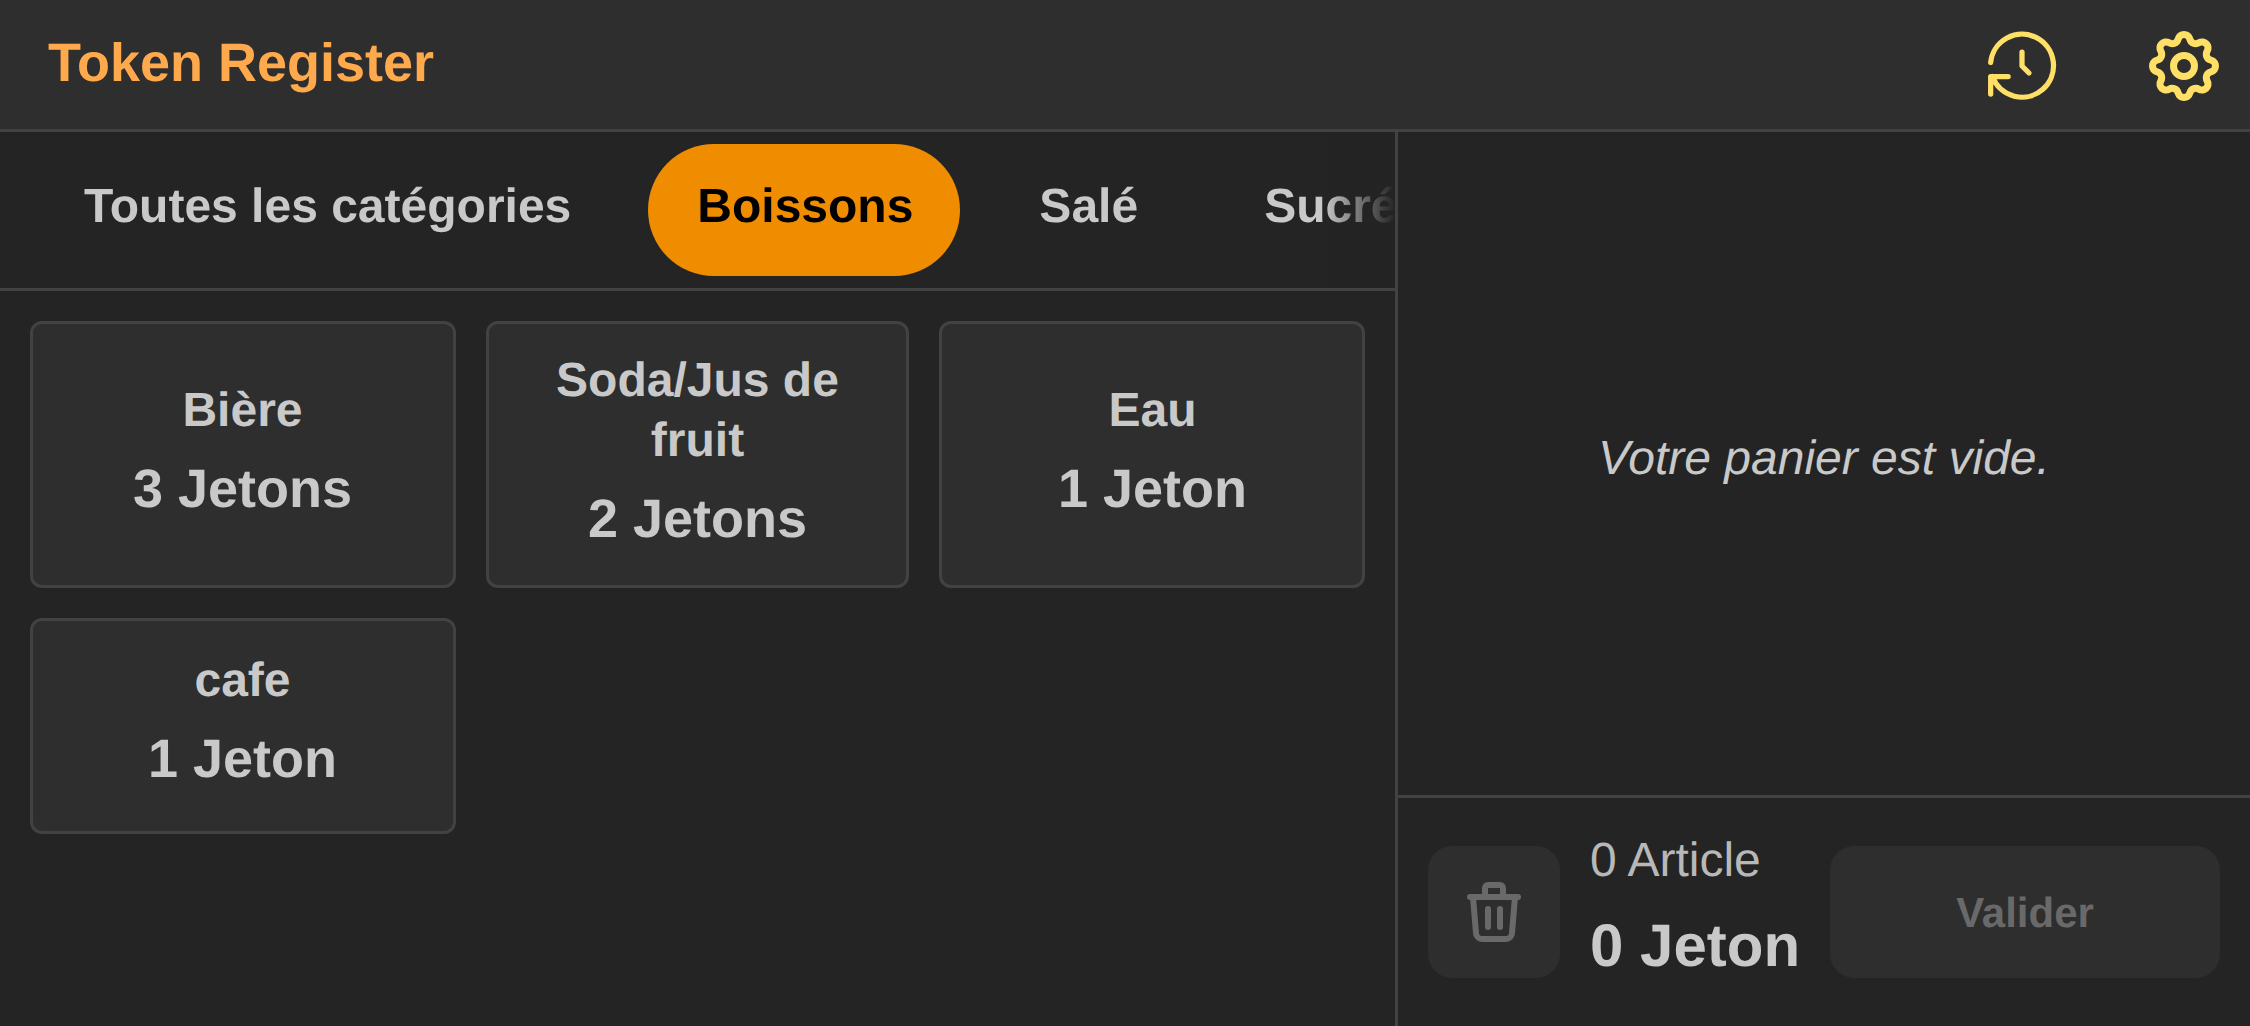 Token Register
Toutes les catégories
Boissons
Salé
Sucré
Bière
3 Jetons
Soda/Jus de
fruit
2 Jetons
Eau
1 Jeton
cafe
1 Jeton
Votre panier est vide.
0 Article
0 Jeton
Valider